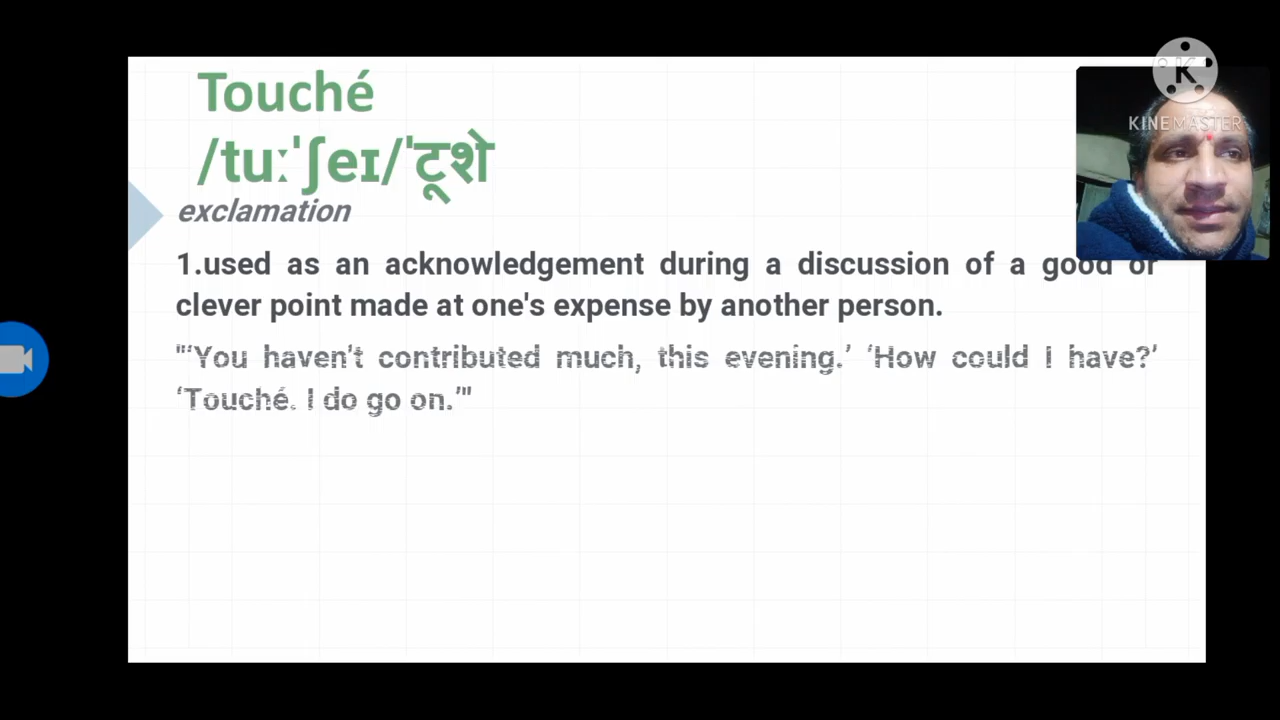 Touché
/tuːˈʃeɪ/ˈटूशे
exclamation
1.used as an acknowledgement during a discussion of a good or
clever point made at one's expense by another person.
"‘You haven’t contributed much, this evening.’ ‘How could I have?’
‘Touché. I do go on.’"
K
KINEMASTER